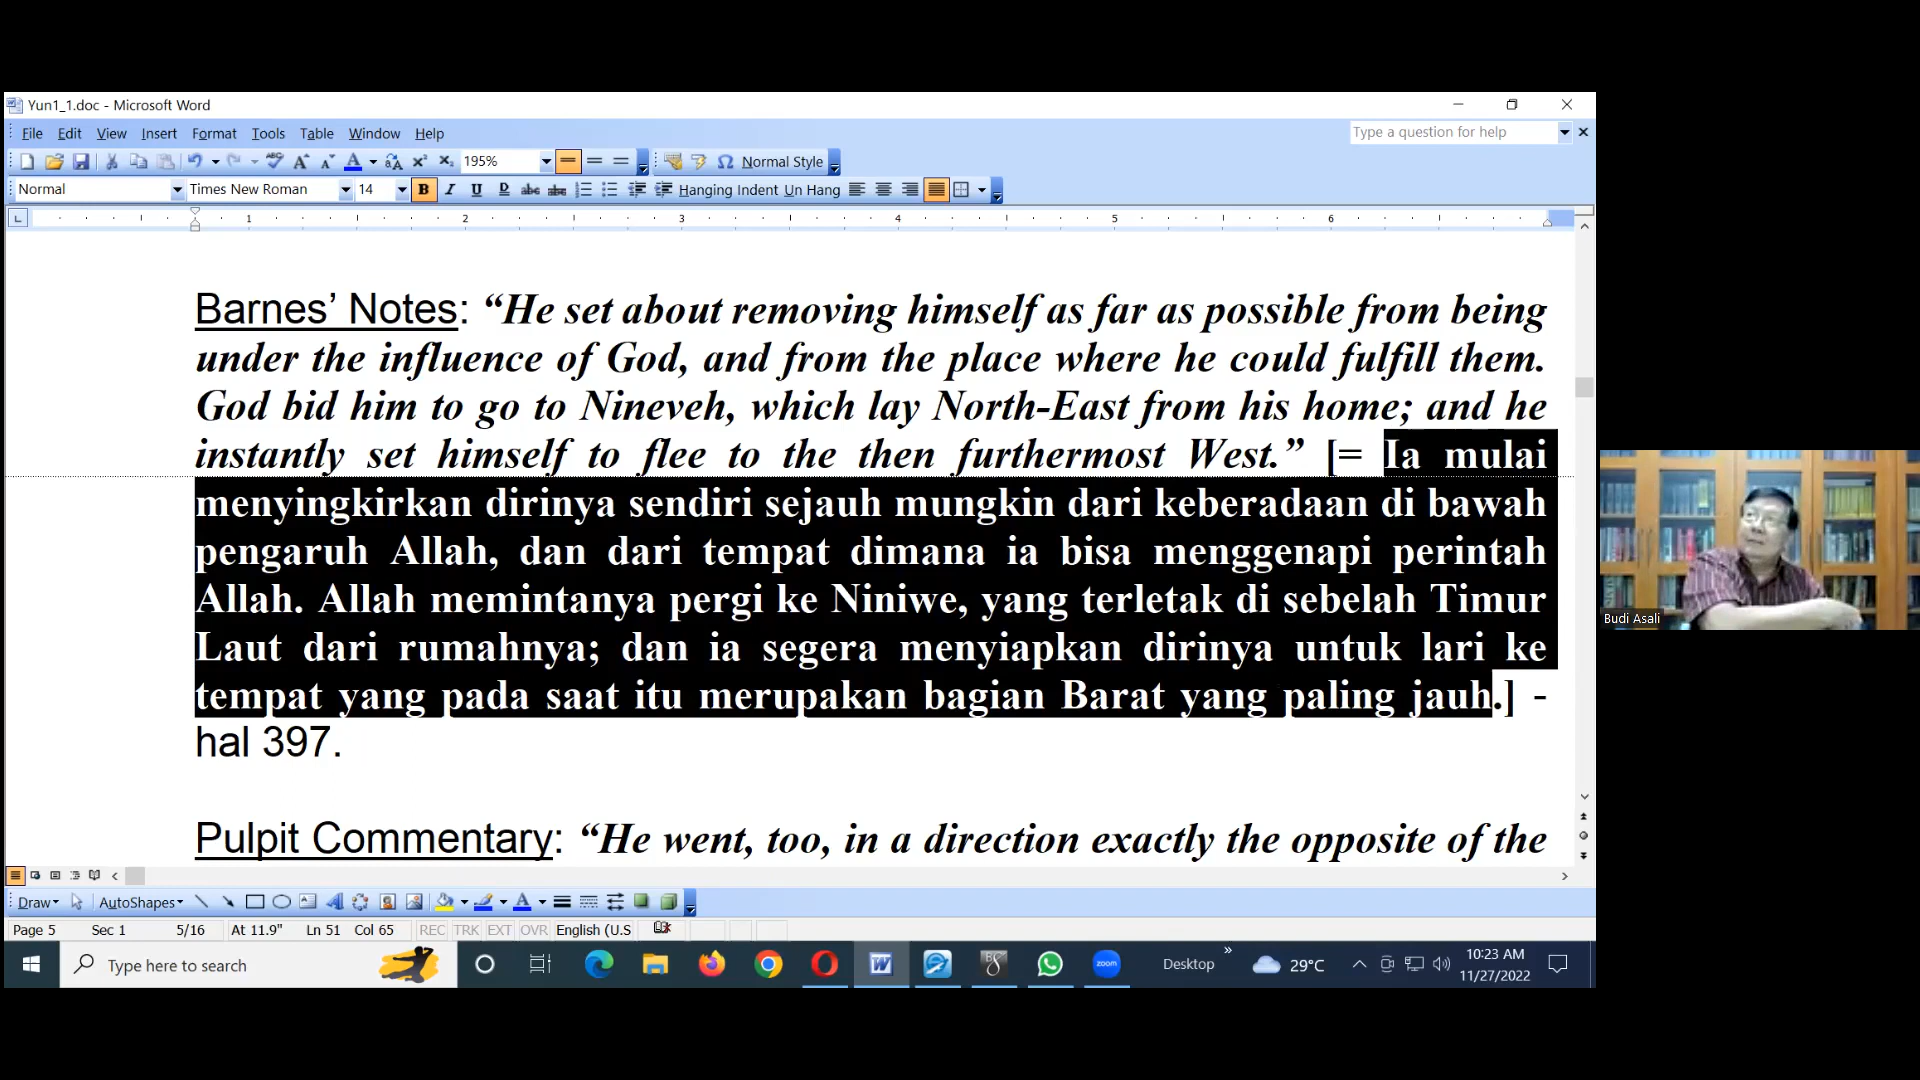 Yun1_1.doc - Microsoft Word
File Edit View Insert Format Tools Table Window Help
Type a question for help
195%
Normal Style
Normal
Times New Roman
14
B I U D abc
Hanging Indent Un Hang
1 2 3 4 5 6
Barnes’ Notes: “He set about removing himself as far as possible from being
under the influence of God, and from the place where he could fulfill them.
God bid him to go to Nineveh, which lay North-East from his home; and he
instantly set himself to flee to the then furthermost West.” [= Ia mulai
menyingkirkan dirinya sendiri sejauh mungkin dari keberadaan di bawah
pengaruh Allah, dan dari tempat dimana ia bisa menggenapi perintah
Allah. Allah memintanya pergi ke Niniwe, yang terletak di sebelah Timur
Laut dari rumahnya; dan ia segera menyiapkan dirinya untuk lari ke
tempat yang pada saat itu merupakan bagian Barat yang paling jauh.] -
hal 397.
Pulpit Commentary: “He went, too, in a direction exactly the opposite of the
Budi Asali
Draw
AutoShapes
Page 5 Sec 1 5/16 At 11.9" Ln 51 Col 65 REC TRK EXT OVR English (U.S
Type here to search
zoom
Desktop
29°C
10:23 AM
11/27/2022